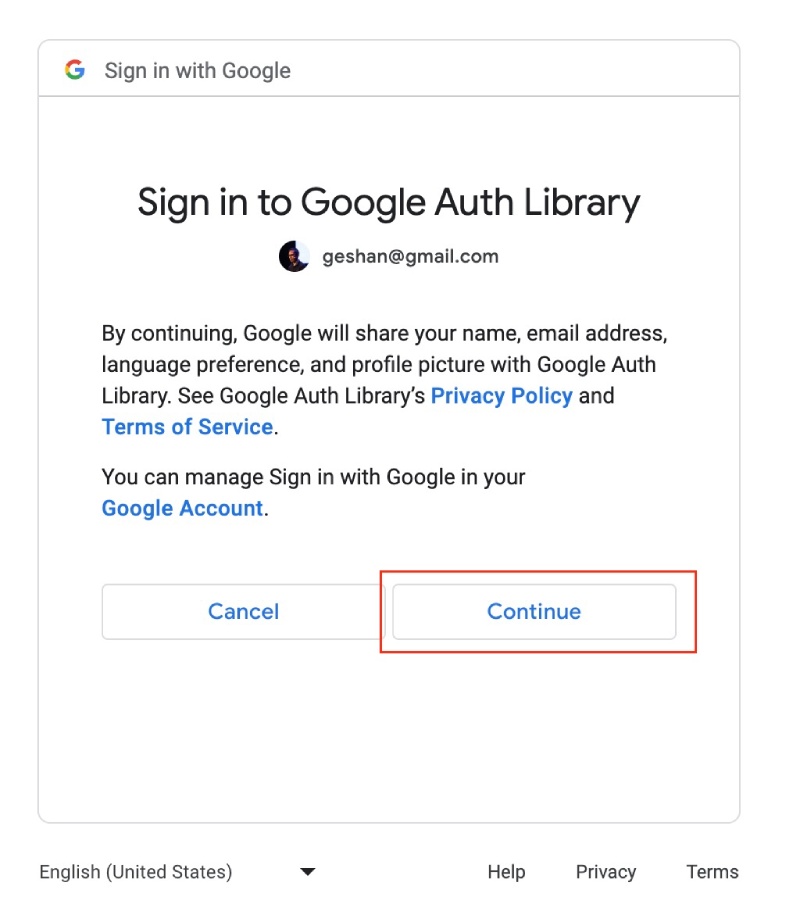 Sign in with Google
Sign in to Google Auth Library
geshan@gmail.com
By continuing, Google will share your name, email address,
language preference, and profile picture with Google Auth
Library. See Google Auth Library’s Privacy Policy and
Terms of Service.
You can manage Sign in with Google in your
Google Account.
Cancel
Continue
English (United States)
Help
Privacy
Terms